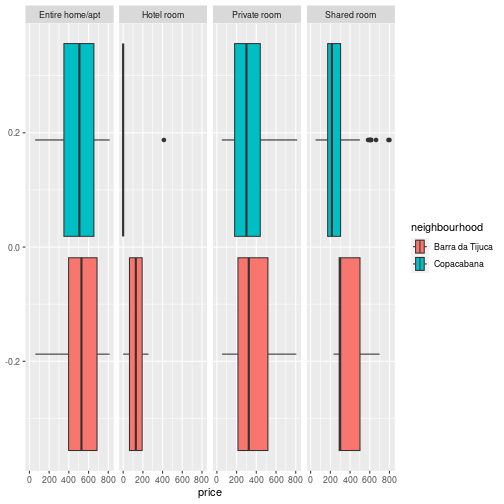 Entire home/apt Hotel room Private room Shared room
0.2
0.0
-0.2
0 200 400 600 800 0 200 400 600 800 0 200 400 600 800 0 200 400 600 800
price
neighbourhood
Barra da Tijuca
Copacabana